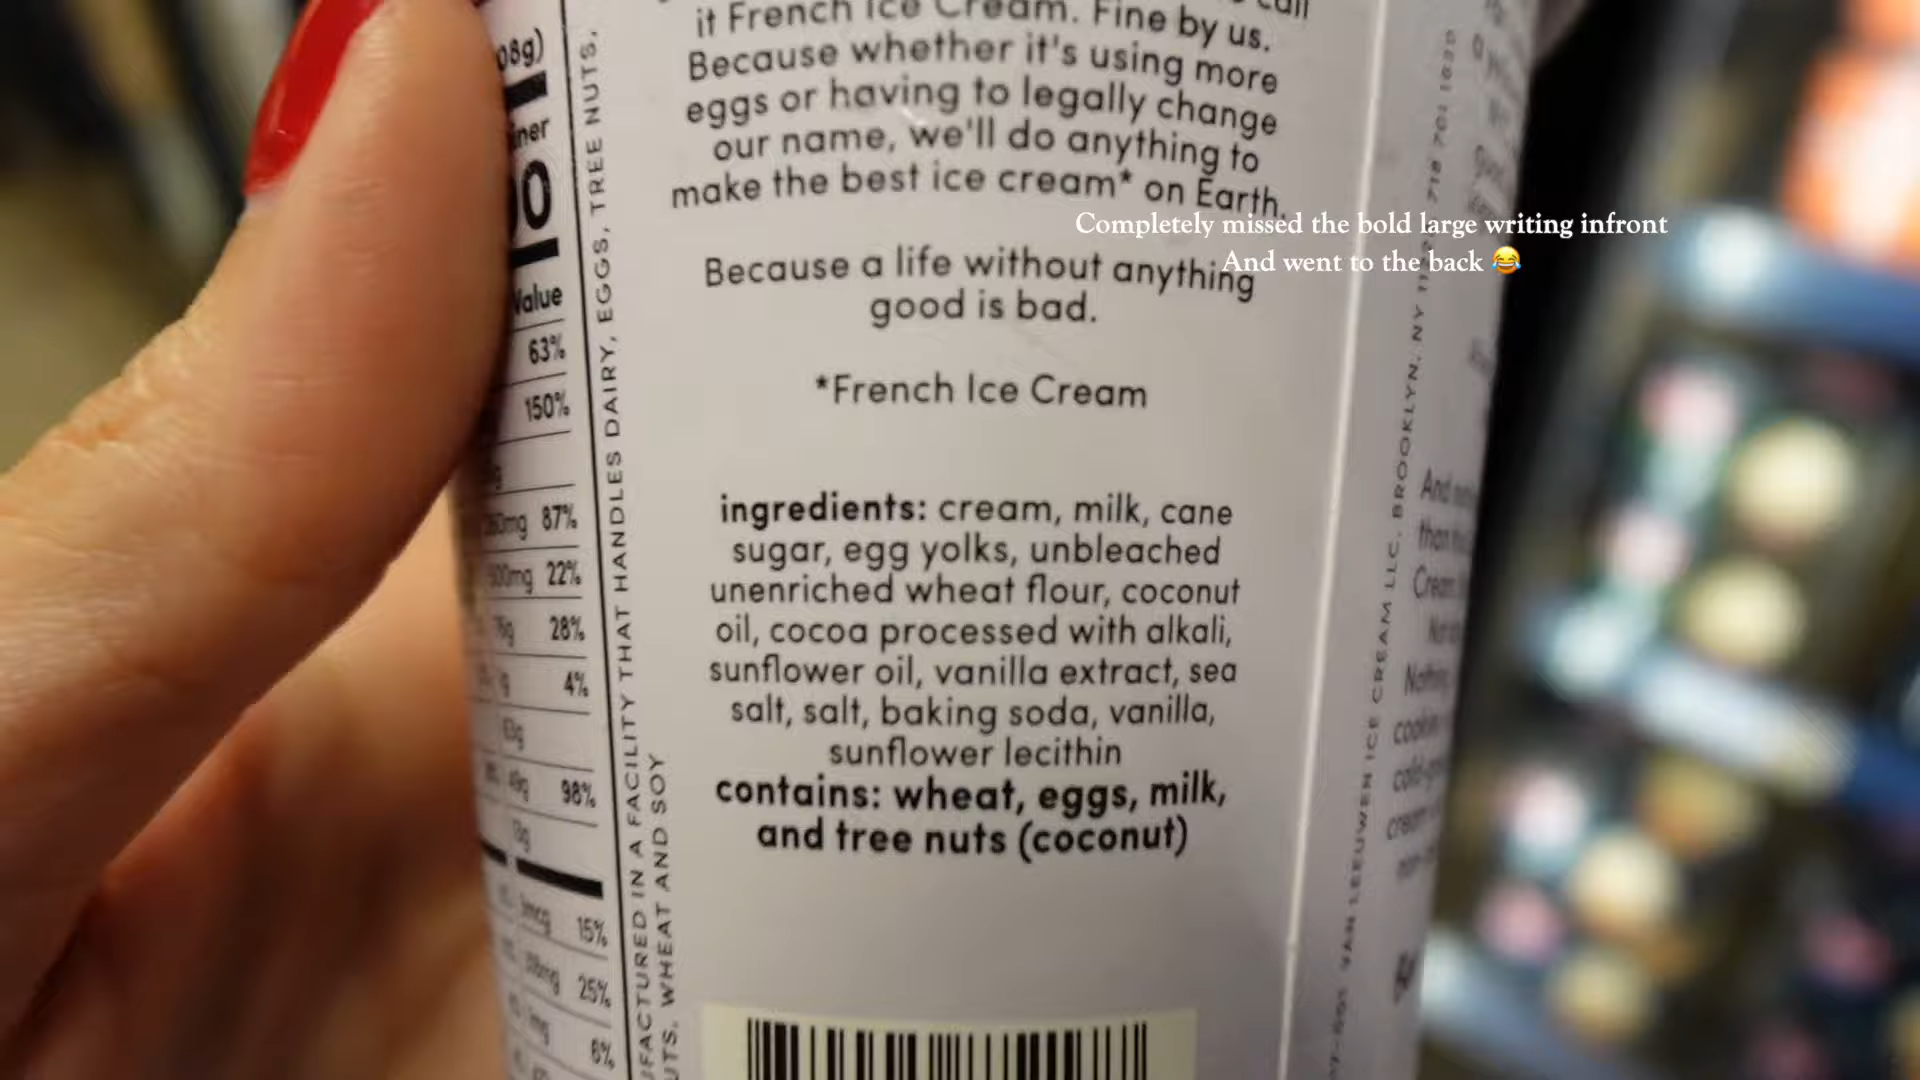 it French Ice Cream. Fine by us.
Because whether it's using more
eggs or having to legally change
our name, we'll do anything to
make the best ice cream* on Earth.
Because a life without anything
good is bad.
*French Ice Cream
ingredients: cream, milk, cane
sugar, egg yolks, unbleached
unenriched wheat flour, coconut
oil, cocoa processed with alkali,
sunflower oil, vanilla extract, sea
salt, salt, baking soda, vanilla,
sunflower lecithin
contains: wheat, eggs, milk,
and tree nuts (coconut)
Completely missed the bold large writing infront
And went to the back 😂
Value
63%
150%
87%
22%
28%
4%
63g
49g 98%
13g
15%
25%
6%
IN A FACILITY THAT HANDLES DAIRY, EGGS, TREE NUTS,
WHEAT AND SOY
VAN LEEUWEN ICE CREAM LLC. BROOKLYN, NY